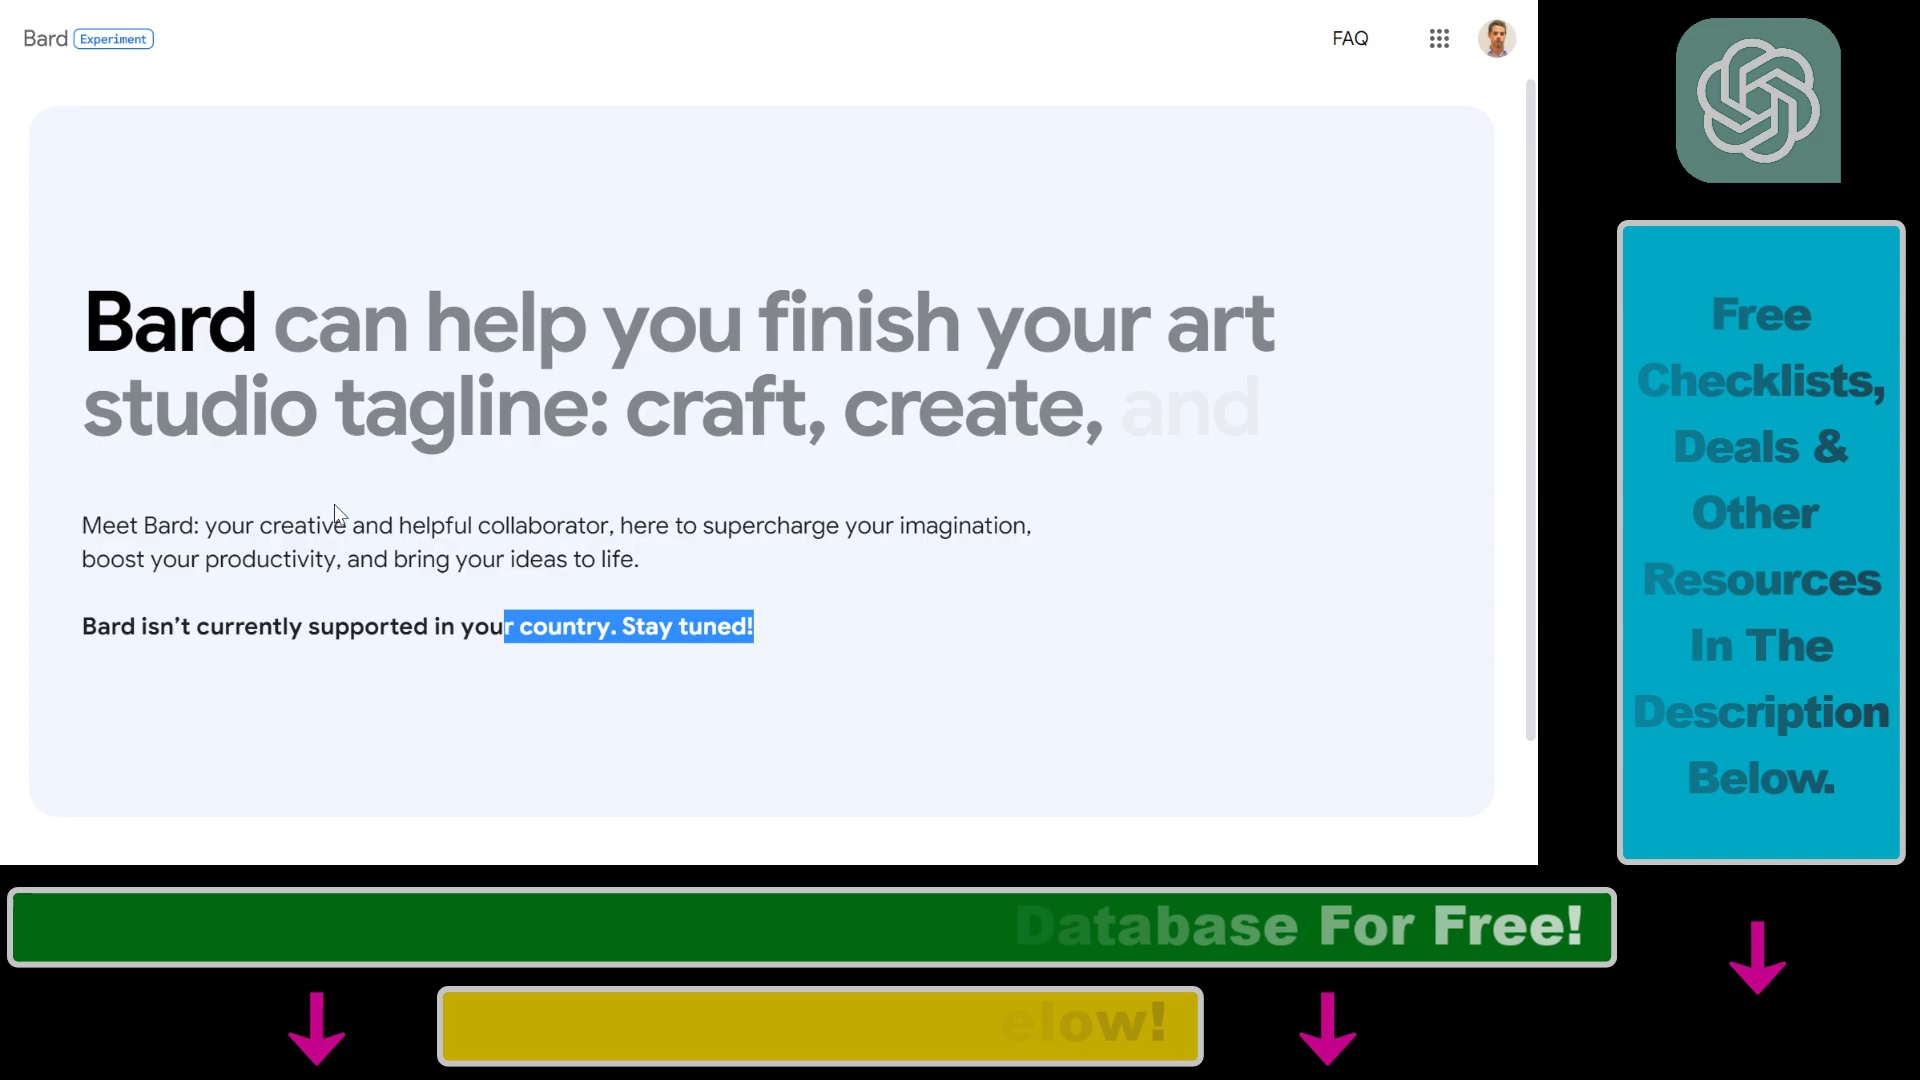 Bard Experiment
FAQ
Bard can help you finish your art
studio tagline: craft, create, and
Meet Bard: your creative and helpful collaborator, here to supercharge your imagination,
boost your productivity, and bring your ideas to life.
Bard isn’t currently supported in your country. Stay tuned!
Free
Checklists,
Deals &
Other
Resources
In The
Description
Below.
Database For Free!
elow!